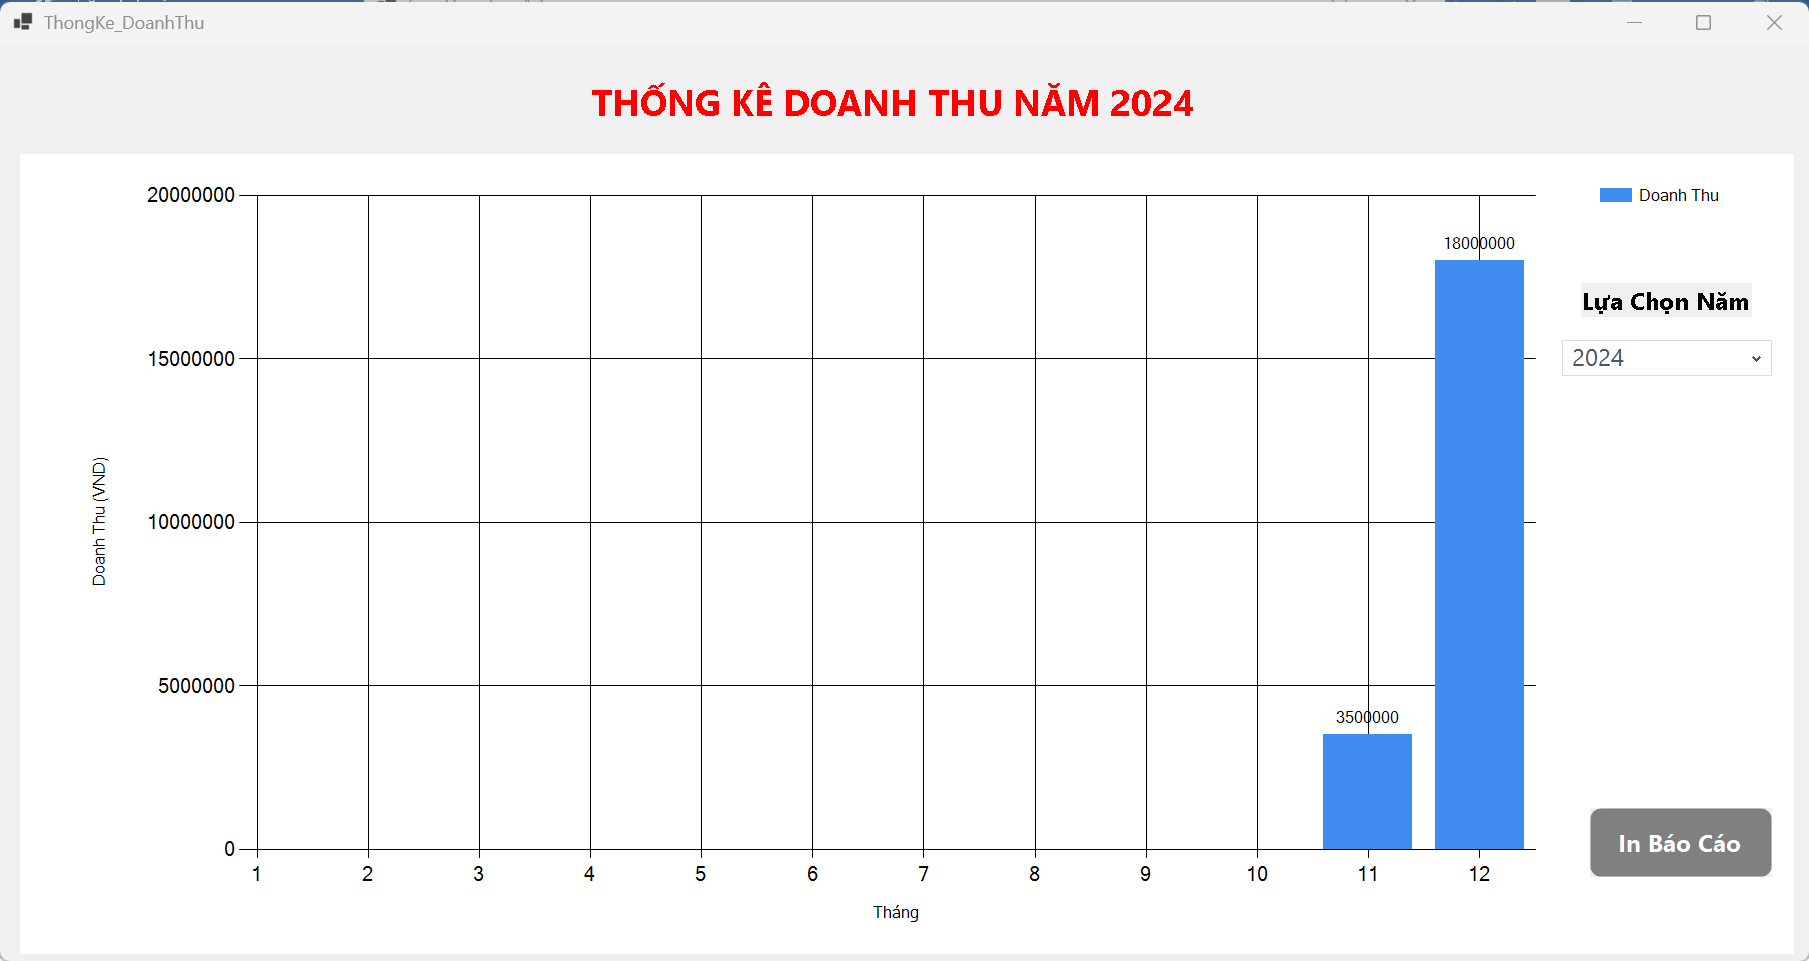 ThongKe_DoanhThu
THỐNG KÊ DOANH THU NĂM 2024
20000000
15000000
10000000
5000000
0
Doanh Thu (VND)
18000000
3500000
1 2 3 4 5 6 7 8 9 10 11 12
Tháng
Doanh Thu
Lựa Chọn Năm
2024
In Báo Cáo